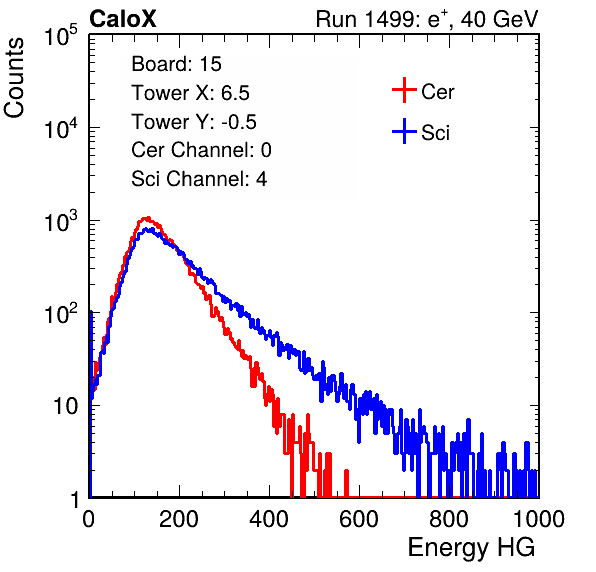 CaloX Run 1499: e⁺, 40 GeV
Counts
Board: 15
Tower X: 6.5
Tower Y: -0.5
Cer Channel: 0
Sci Channel: 4
Cer
Sci
10⁵
10⁴
10³
10²
10
1
0 200 400 600 800 1000
Energy HG